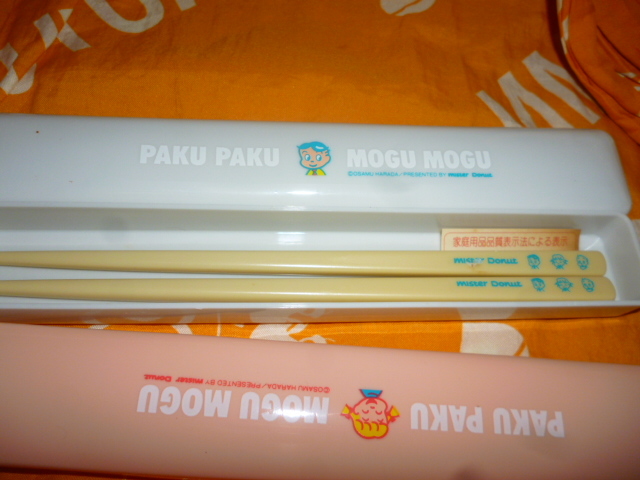 PAKU PAKU MOGU MOGU
©OSAMU HARADA/PRESENTED BY mister Donut
家庭用品品質表示法による表示
mister Donut
mister Donut
PAKU PAKU MOGU MOGU
©OSAMU HARADA/PRESENTED BY mister Donut